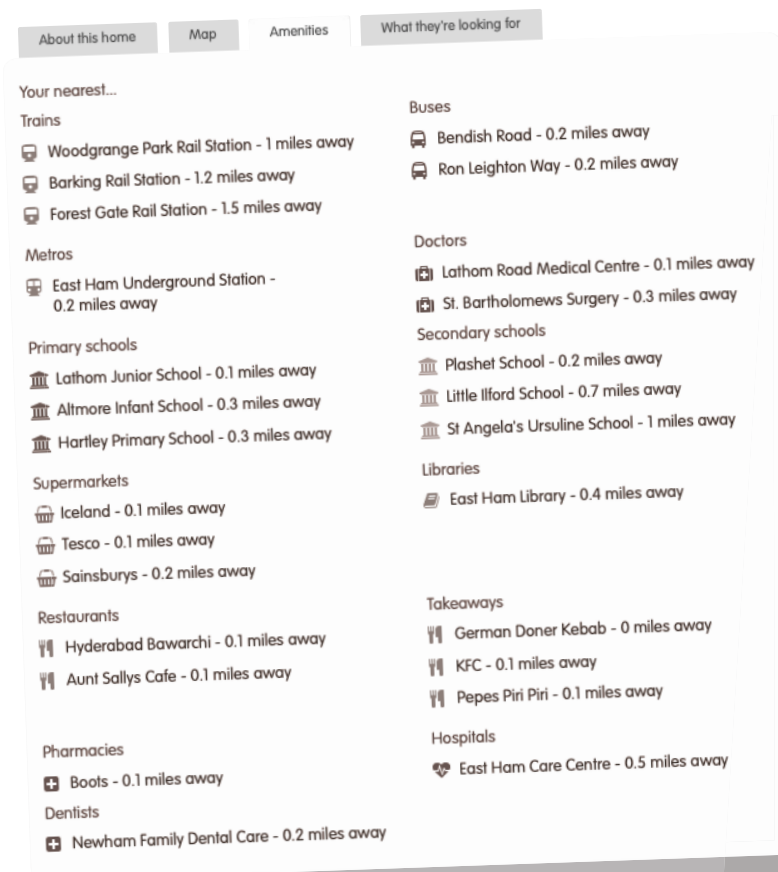 About this home
Map
Amenities
What they're looking for
Your nearest...
Trains
Woodgrange Park Rail Station - 1 miles away
Barking Rail Station - 1.2 miles away
Forest Gate Rail Station - 1.5 miles away
Buses
Bendish Road - 0.2 miles away
Ron Leighton Way - 0.2 miles away
Metros
East Ham Underground Station -
0.2 miles away
Doctors
Lathom Road Medical Centre - 0.1 miles away
St. Bartholomews Surgery - 0.3 miles away
Primary schools
Lathom Junior School - 0.1 miles away
Altmore Infant School - 0.3 miles away
Hartley Primary School - 0.3 miles away
Secondary schools
Plashet School - 0.2 miles away
Little Ilford School - 0.7 miles away
St Angela's Ursuline School - 1 miles away
Supermarkets
Iceland - 0.1 miles away
Tesco - 0.1 miles away
Sainsburys - 0.2 miles away
Libraries
East Ham Library - 0.4 miles away
Restaurants
Hyderabad Bawarchi - 0.1 miles away
Aunt Sallys Cafe - 0.1 miles away
Takeaways
German Doner Kebab - 0 miles away
KFC - 0.1 miles away
Pepes Piri Piri - 0.1 miles away
Pharmacies
Boots - 0.1 miles away
Hospitals
East Ham Care Centre - 0.5 miles away
Dentists
Newham Family Dental Care - 0.2 miles away